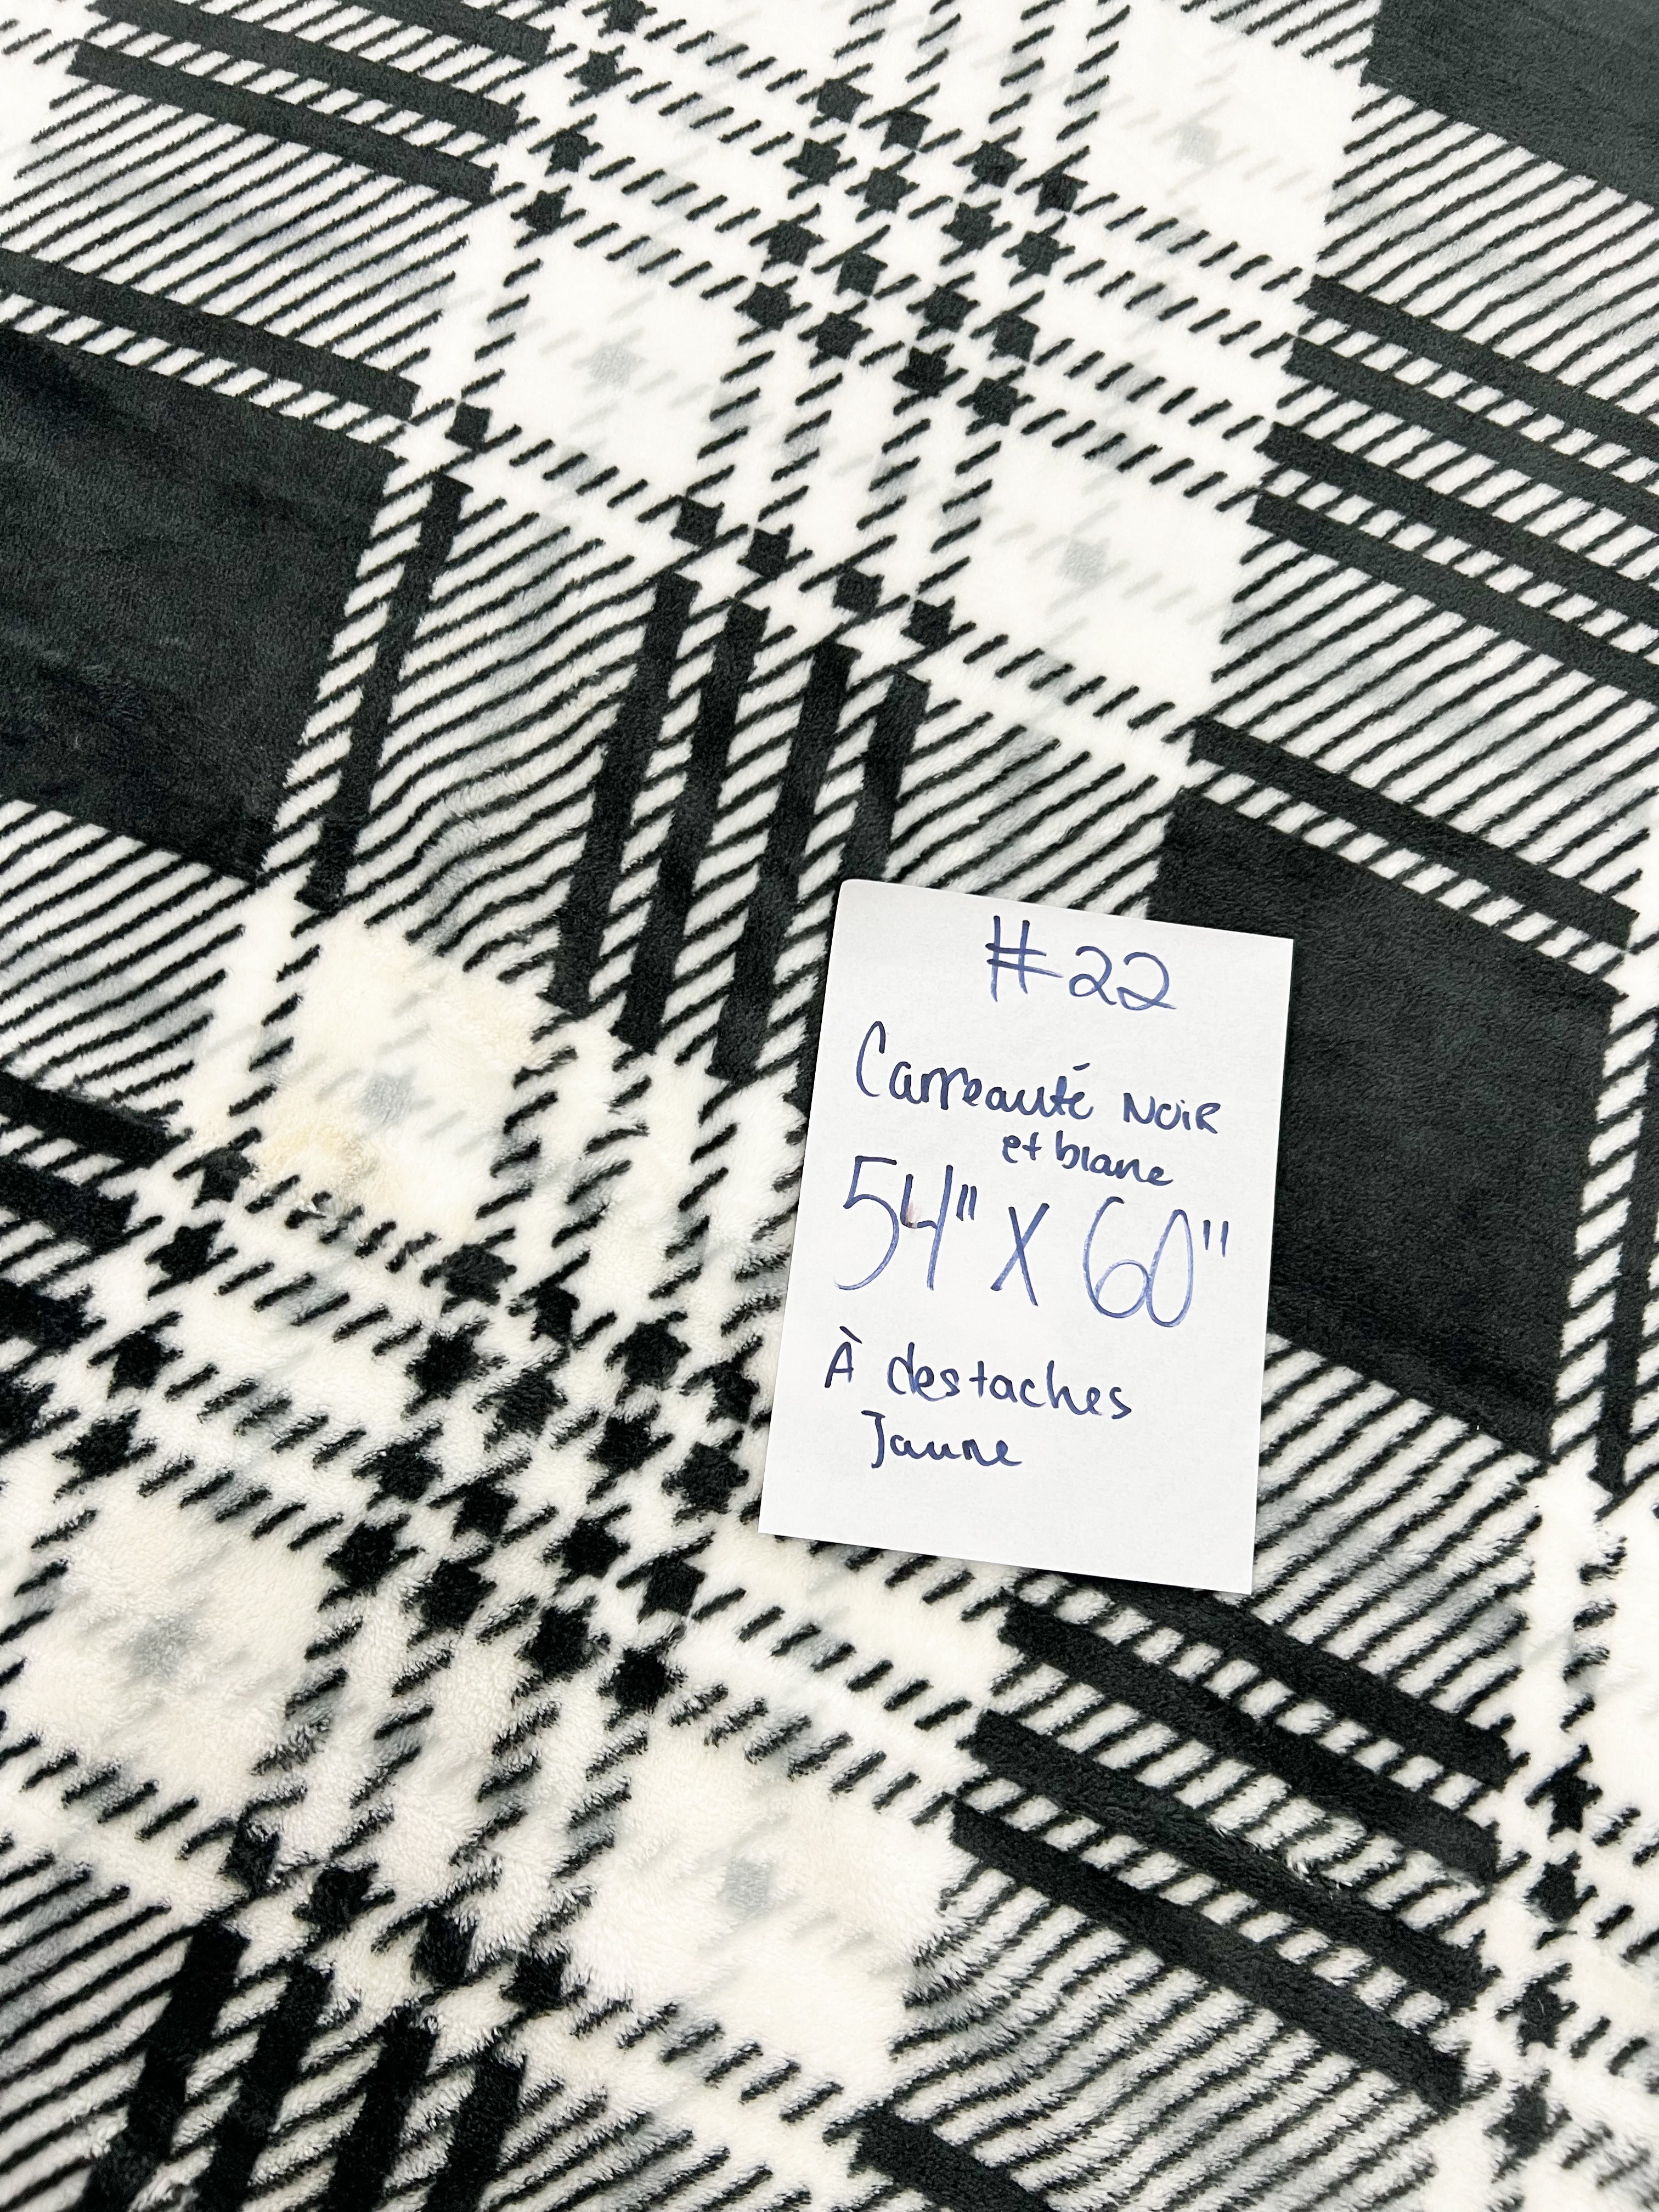 #22
Carreauté NOIR
et blanc
54" X 60"
À des taches
Jaune